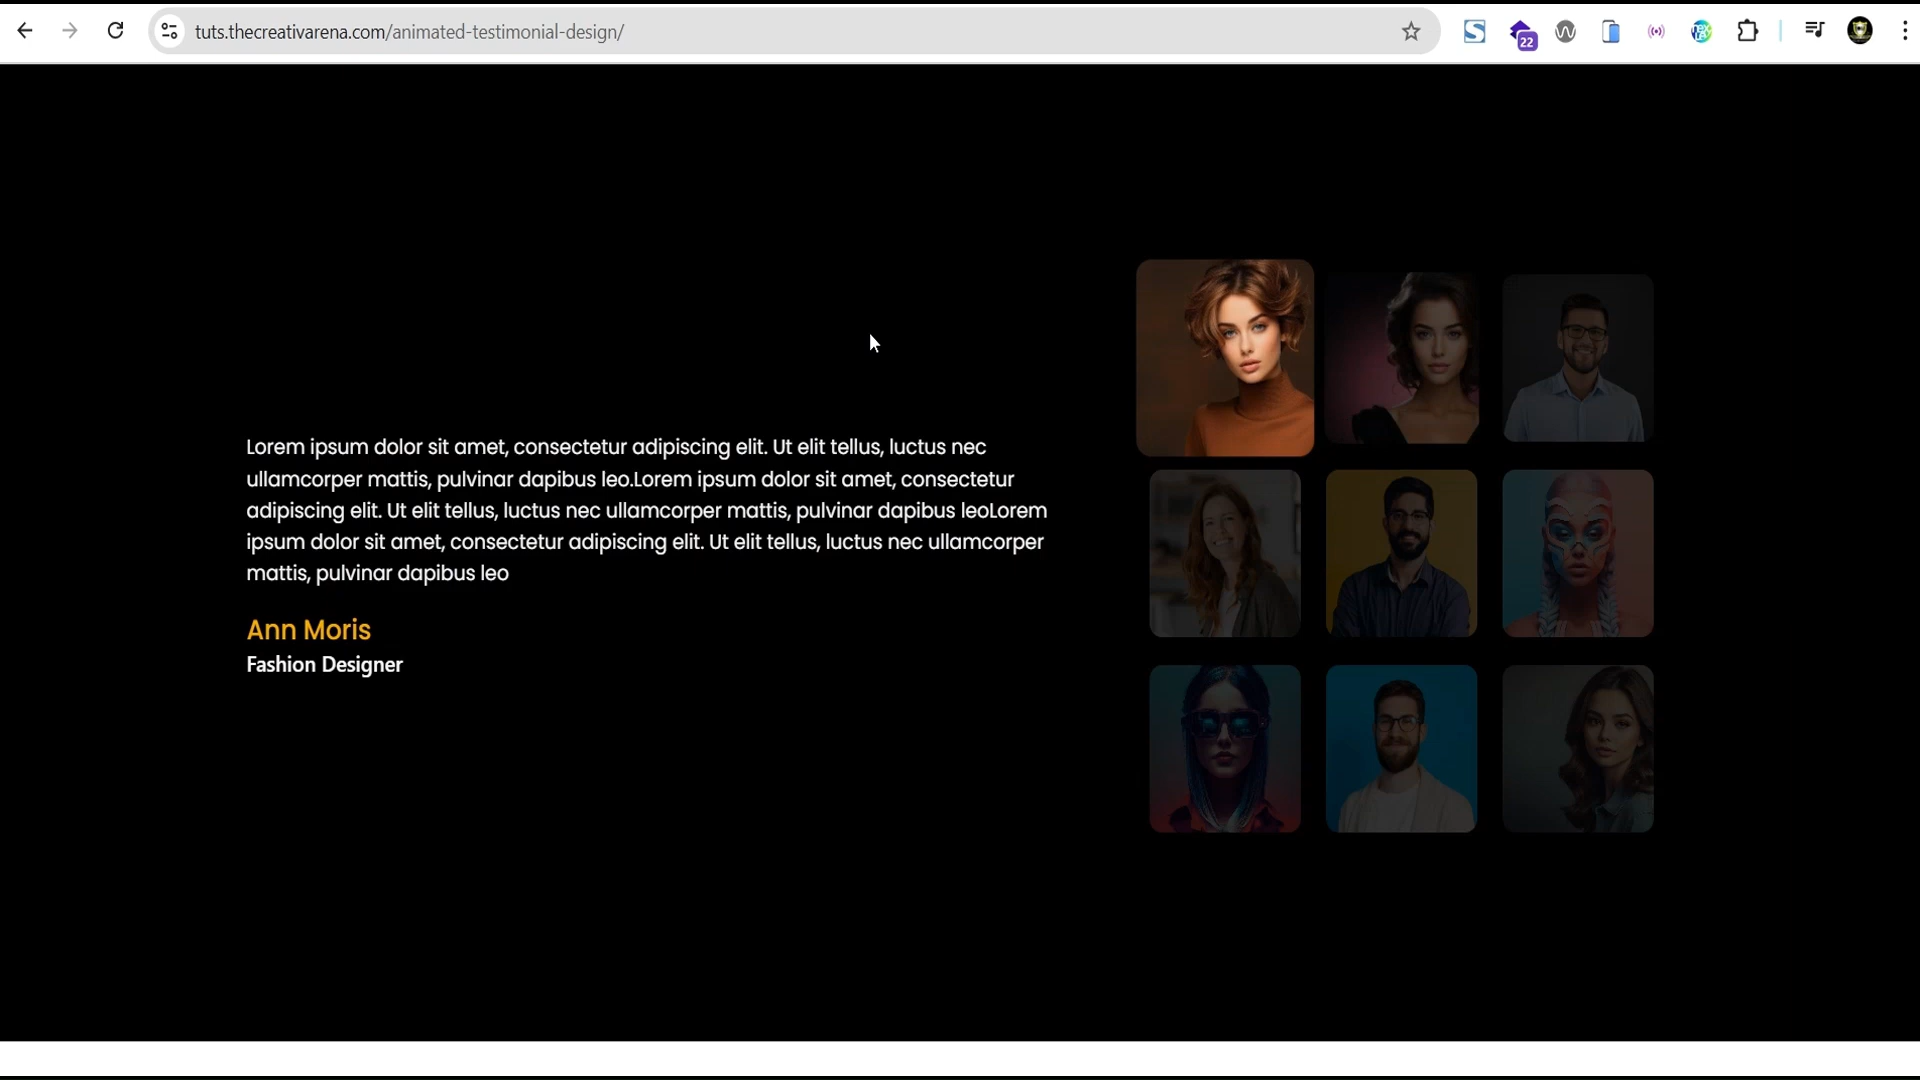 tuts.thecreativarena.com/animated-testimonial-design/
22
Lorem ipsum dolor sit amet, consectetur adipiscing elit. Ut elit tellus, luctus nec
ullamcorper mattis, pulvinar dapibus leo.Lorem ipsum dolor sit amet, consectetur
adipiscing elit. Ut elit tellus, luctus nec ullamcorper mattis, pulvinar dapibus leoLorem
ipsum dolor sit amet, consectetur adipiscing elit. Ut elit tellus, luctus nec ullamcorper
mattis, pulvinar dapibus leo
Ann Moris
Fashion Designer